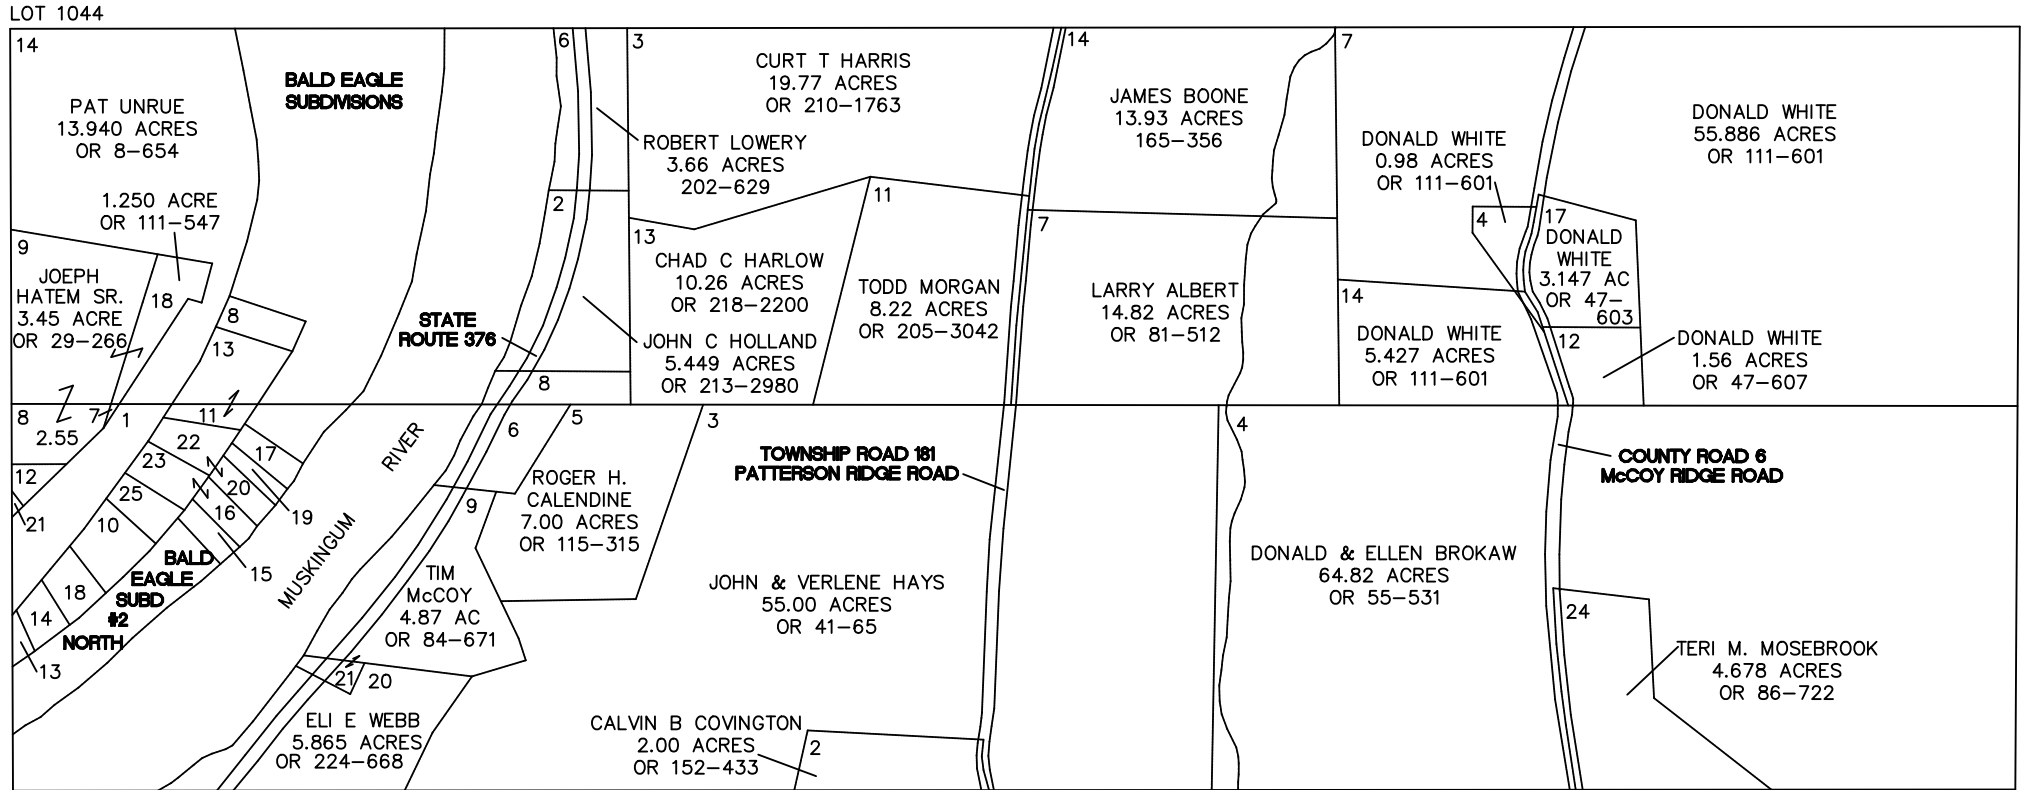 LOT 1044
14
PAT UNRUE
13.940 ACRES
OR 8-654
1.250 ACRE
OR 111-547
9
JOEPH
HATEM SR.
3.45 ACRE
OR 29-266
18
BALD EAGLE
SUBDIVISIONS
8
13
STATE
ROUTE 376
6
2
8
ROBERT LOWERY
3.66 ACRES
202-629
JOHN C HOLLAND
5.449 ACRES
OR 213-2980
3
CURT T HARRIS
19.77 ACRES
OR 210-1763
13
CHAD C HARLOW
10.26 ACRES
OR 218-2200
11
TODD MORGAN
8.22 ACRES
OR 205-3042
14
JAMES BOONE
13.93 ACRES
165-356
7
LARRY ALBERT
14.82 ACRES
OR 81-512
7
DONALD WHITE
0.98 ACRES
OR 111-601
4
14
DONALD WHITE
5.427 ACRES
OR 111-601
DONALD WHITE
55.886 ACRES
OR 111-601
17
DONALD
WHITE
3.147 AC
OR 47-
603
12
DONALD WHITE
1.56 ACRES
OR 47-607
8
2.55
7
1
12
21
11
22
23
25
10
18
14
13
17
20
19
16
15
BALD
EAGLE
SUBD
#2
NORTH
MUSKINGUM
RIVER
6
5
ROGER H.
CALENDINE
7.00 ACRES
OR 115-315
9
TIM
McCOY
4.87 AC
OR 84-671
21
20
ELI E WEBB
5.865 ACRES
OR 224-668
3
TOWNSHIP ROAD 181
PATTERSON RIDGE ROAD
JOHN & VERLENE HAYS
55.00 ACRES
OR 41-65
CALVIN B COVINGTON
2.00 ACRES
OR 152-433
2
4
DONALD & ELLEN BROKAW
64.82 ACRES
OR 55-531
COUNTY ROAD 6
McCOY RIDGE ROAD
24
TERI M. MOSEBROOK
4.678 ACRES
OR 86-722